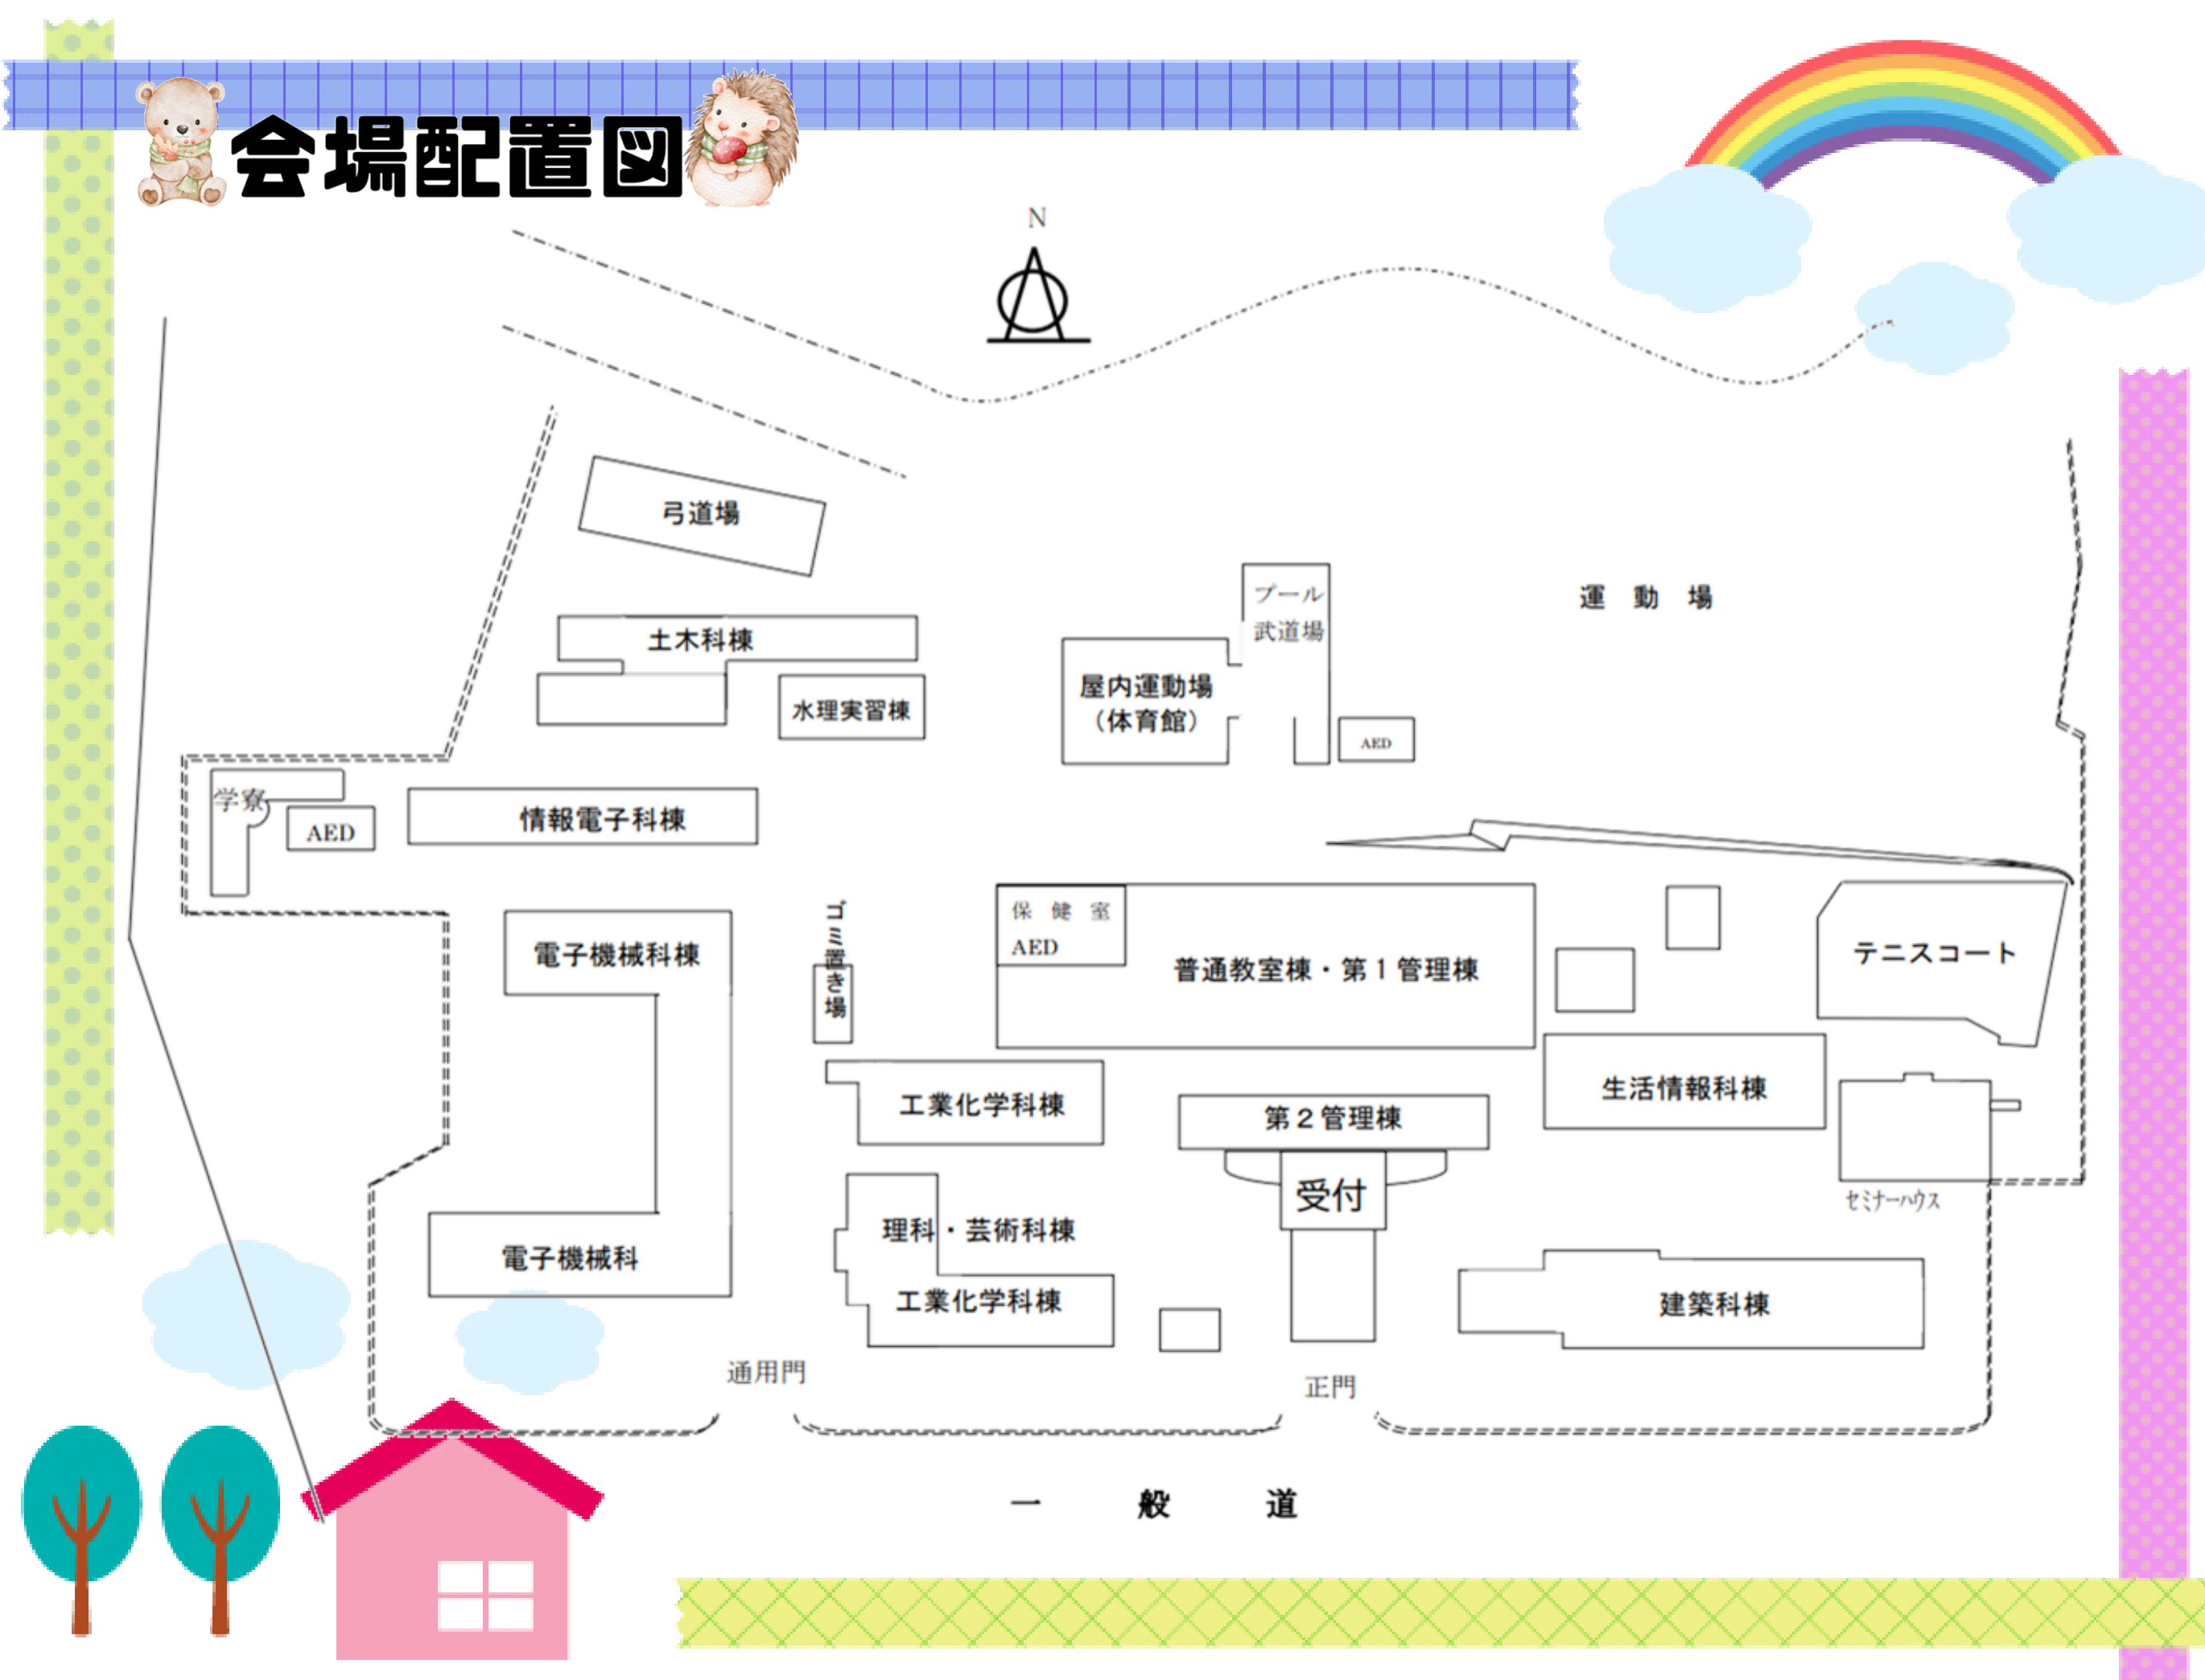 会場配置図
N
弓道場
プール
武道場
運　動　場
土木科棟
水理実習棟
屋内運動場
（体育館）
AED
学寮
AED
情報電子科棟
電子機械科棟
ゴミ置き場
保　健　室
AED
普通教室棟・第１管理棟
テニスコート
工業化学科棟
第２管理棟
生活情報科棟
受付
セミナーハウス
理科・芸術科棟
電子機械科
工業化学科棟
建築科棟
通用門
正門
一　般　道